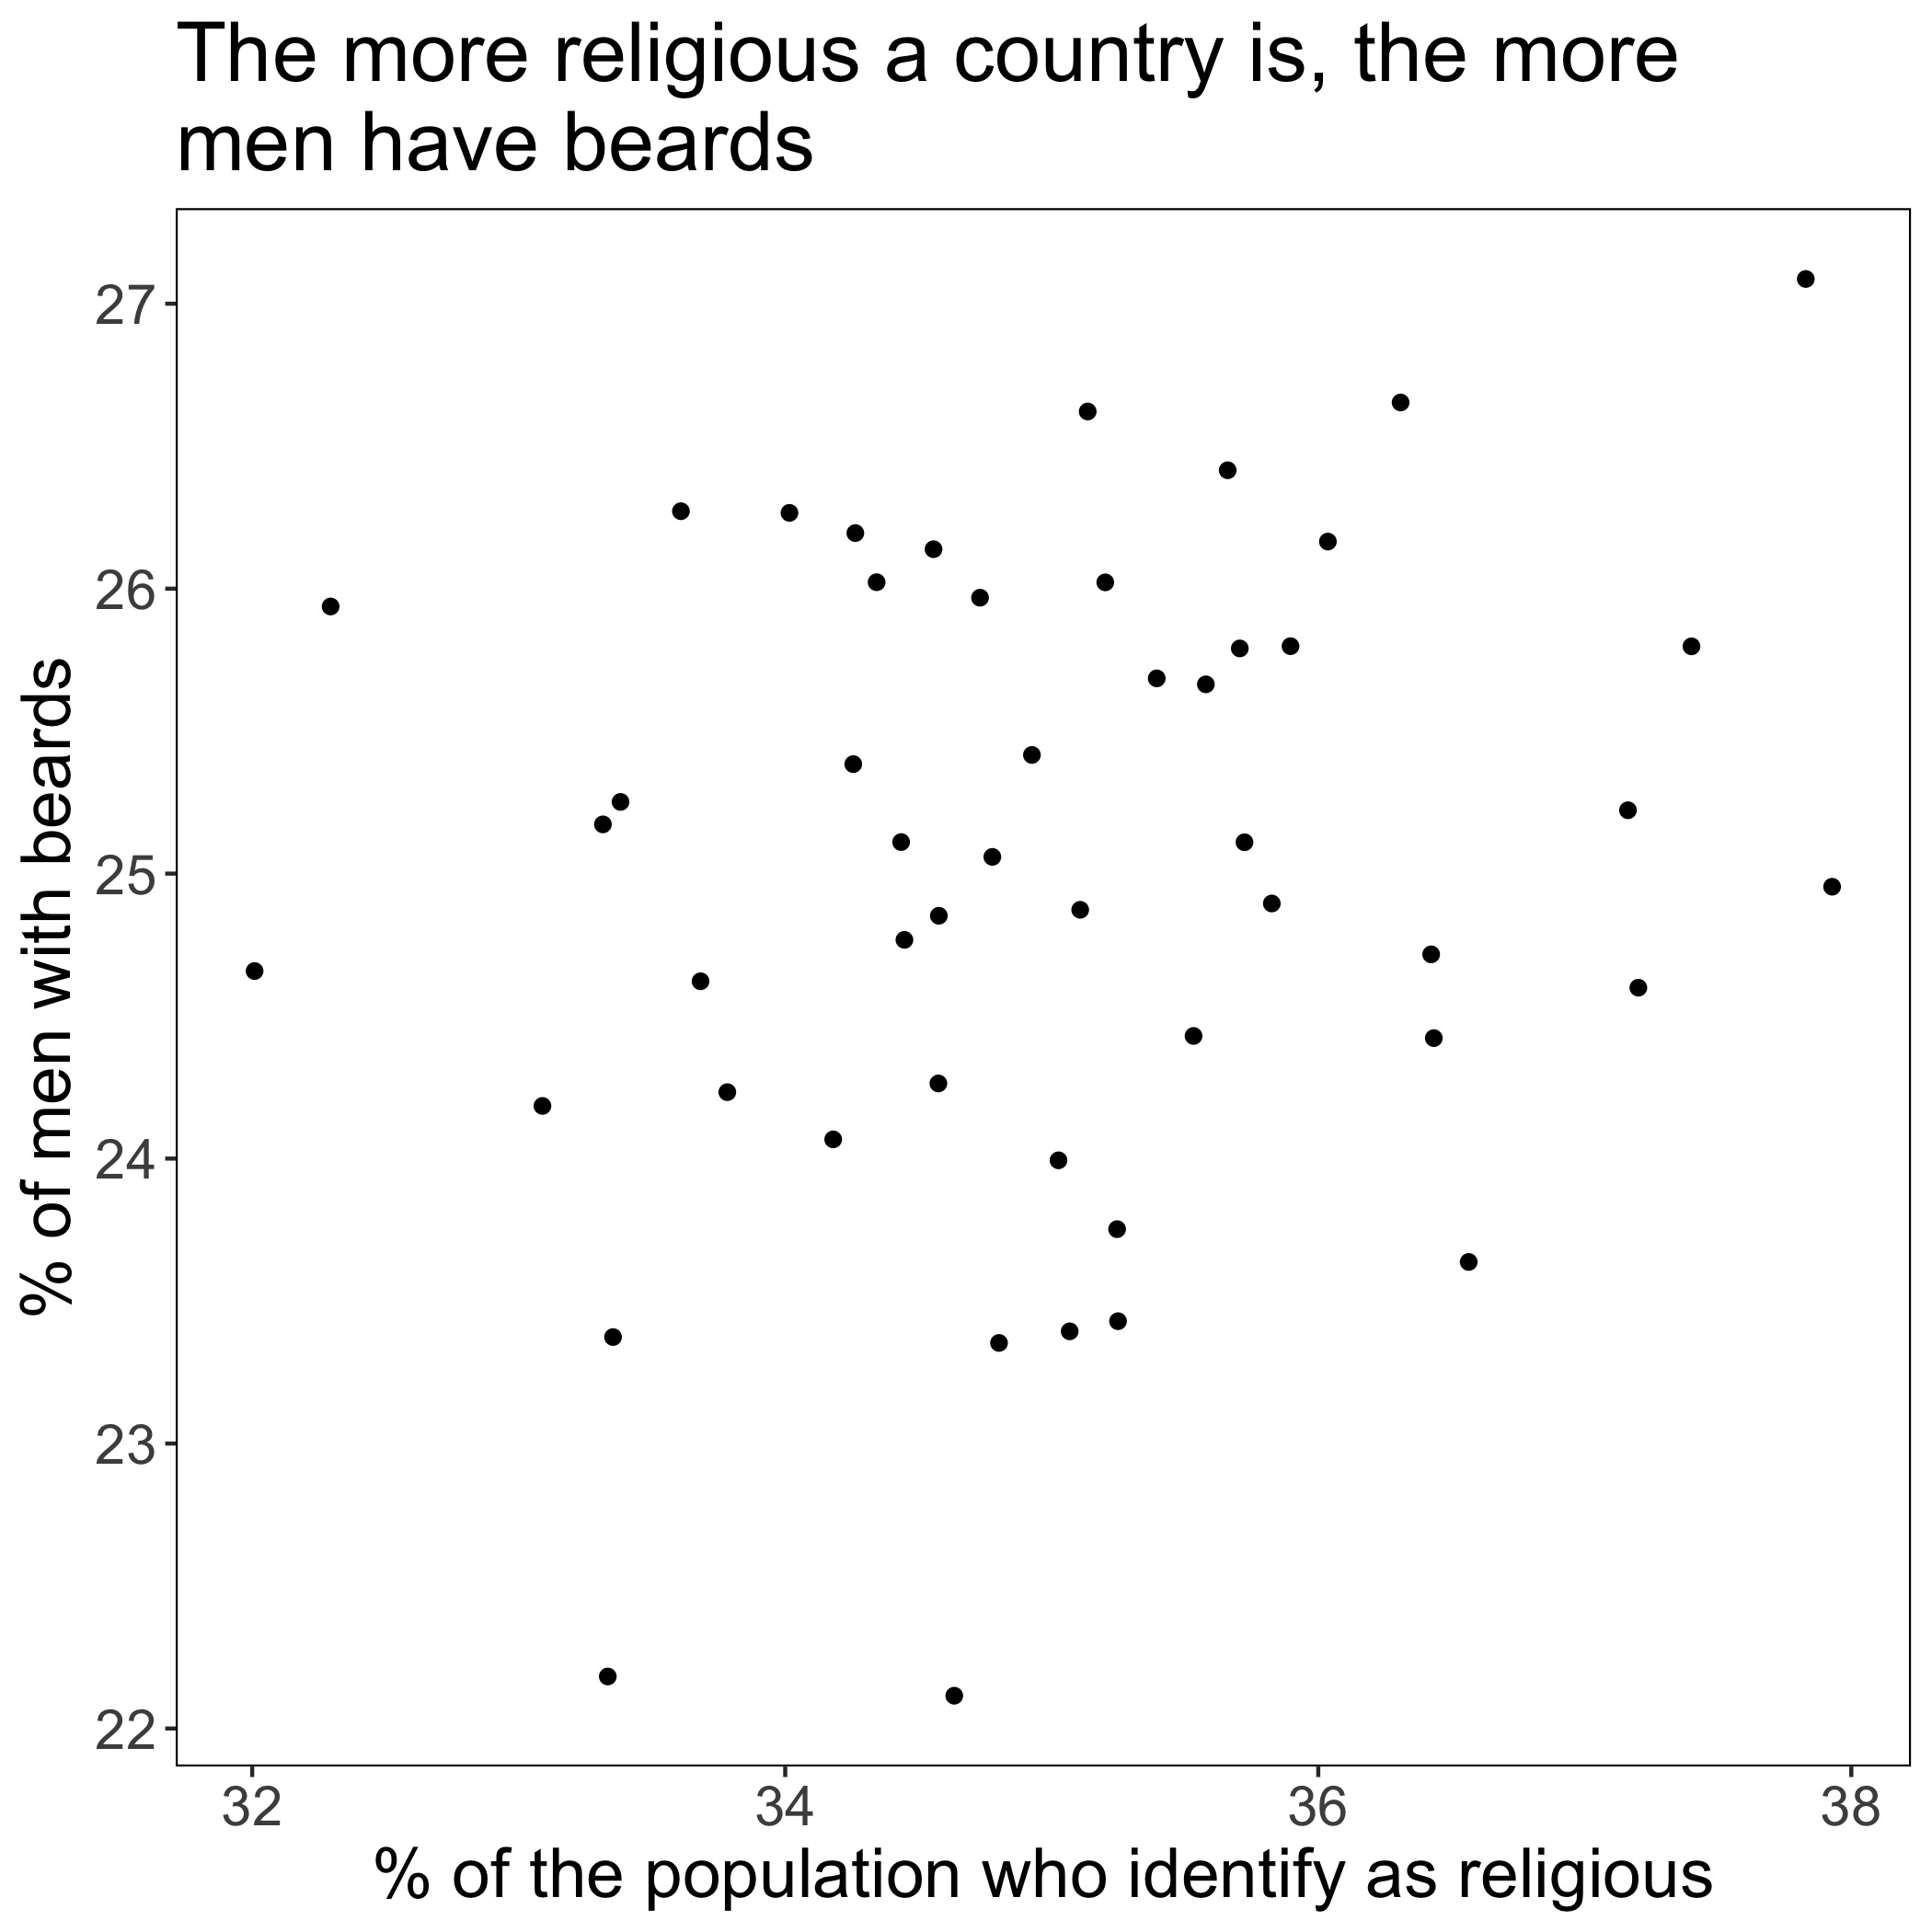 The more religious a country is, the more
men have beards
27
26
25
24
23
22
% of men with beards
32 34 36 38
% of the population who identify as religious